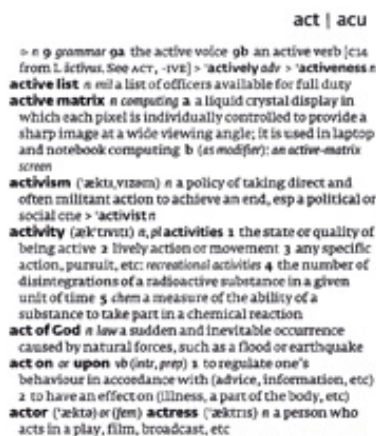 act | acu
▷ n 9 grammar 9a the active voice 9b an active verb [C14
from L āctīvus. See ACT, -IVE] > 'actively adv > 'activeness n
active list n mil a list of officers available for full duty
active matrix n computing a a liquid crystal display in
which each pixel is individually controlled to provide a
sharp image at a wide viewing angle; it is used in laptop
and notebook computing b (as modifier): an active-matrix
screen
activism ('æktɪˌvɪzəm) n a policy of taking direct and
often militant action to achieve an end, esp a political or
social one > 'activist n
activity (æk'tɪvɪtɪ) n, pl activities 1 the state or quality of
being active 2 lively action or movement 3 any specific
action, pursuit, etc: recreational activities 4 the number of
disintegrations of a radioactive substance in a given
unit of time 5 chem a measure of the ability of a
substance to take part in a chemical reaction
act of God n law a sudden and inevitable occurrence
caused by natural forces, such as a flood or earthquake
act on or upon vb (intr, prep) 1 to regulate one's
behaviour in accordance with (advice, information, etc)
2 to have an effect on (illness, a part of the body, etc)
actor ('æktə) or (fem) actress ('æktrɪs) n a person who
acts in a play, film, broadcast, etc